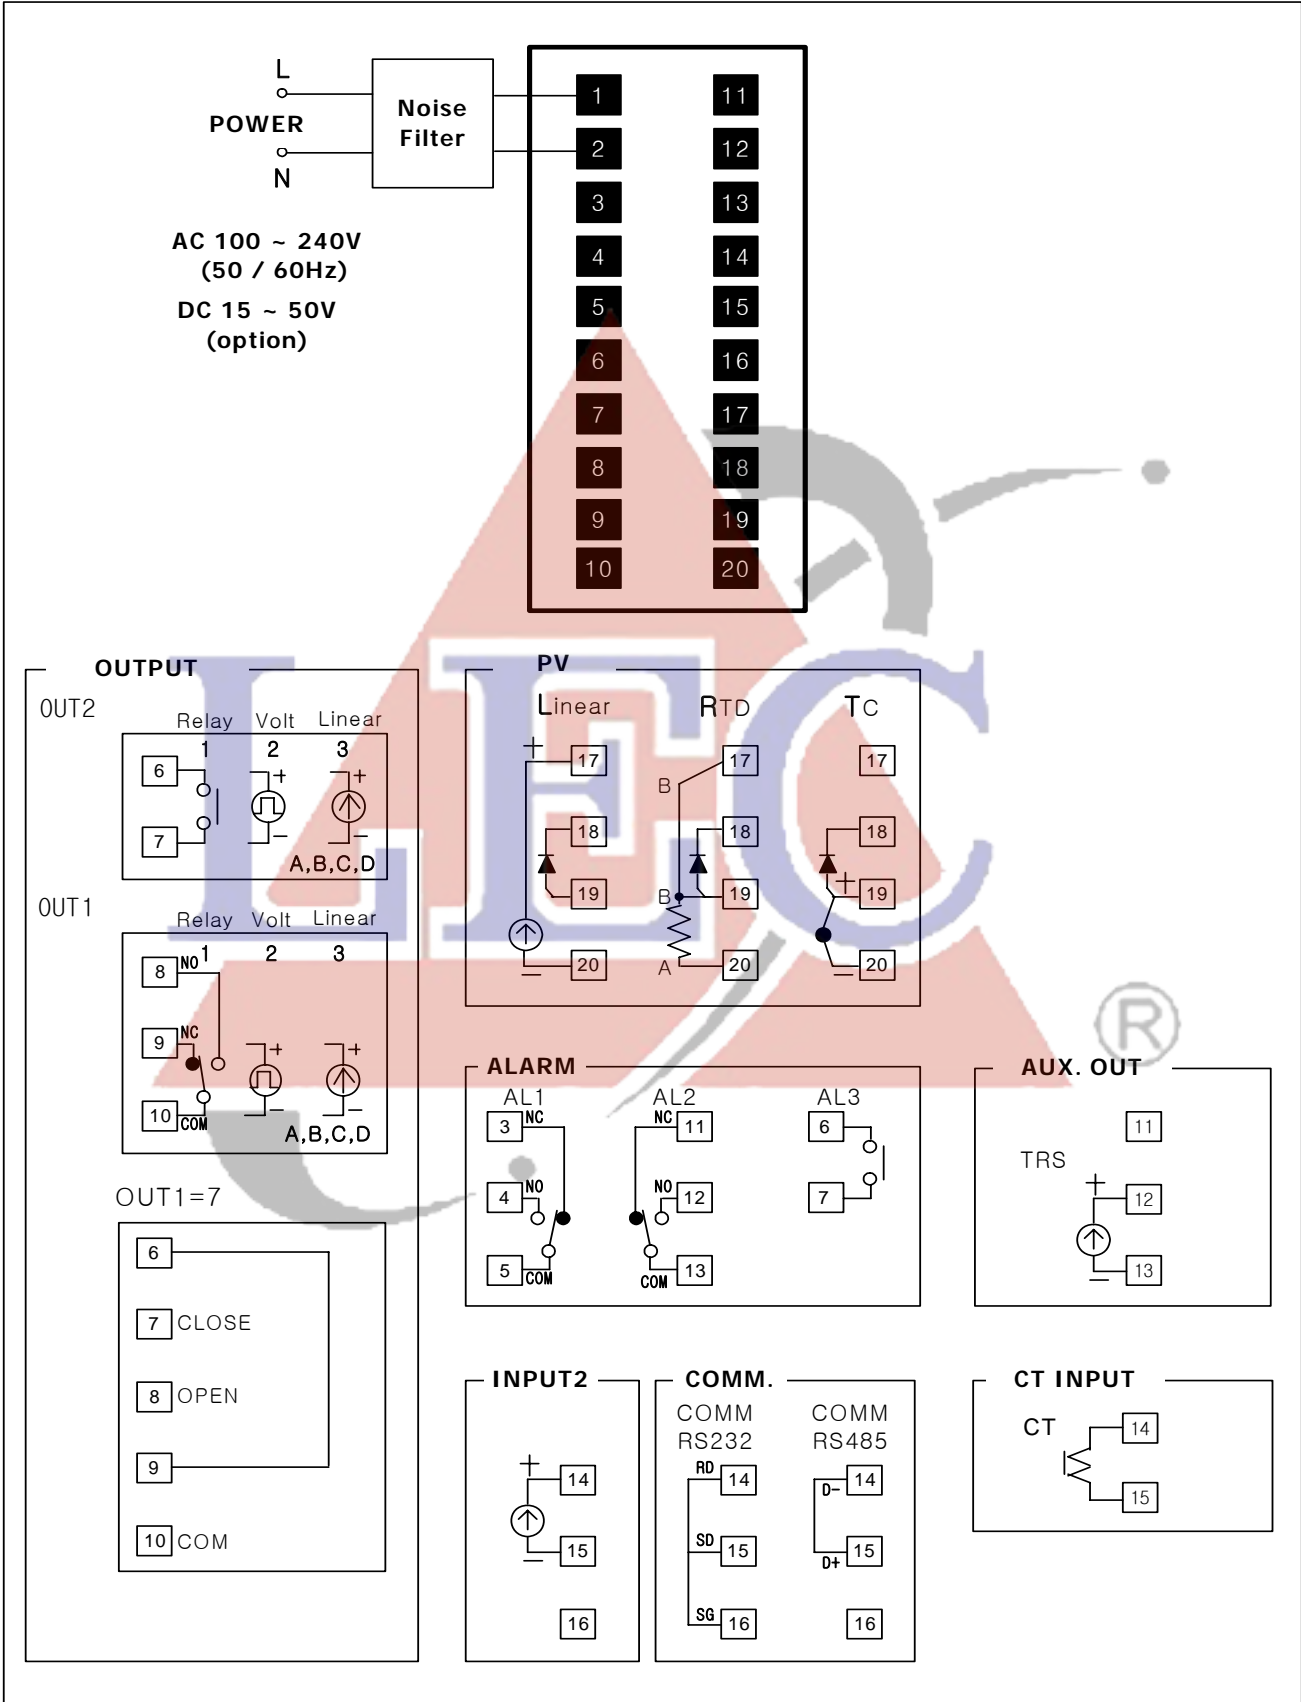 L
POWER
N
Noise
Filter
AC 100 ~ 240V
(50 / 60Hz)
DC 15 ~ 50V
(option)
1 11
2 12
3 13
4 14
5 15
6 16
7 17
8 18
9 19
10 20
LEC
®
OUTPUT
OUT2
Relay Volt Linear
1 2 3
6 + +
7 − −
A,B,C,D
OUT1
Relay Volt Linear
1 2 3
8 NO
9 NC + +
10 COM − −
A,B,C,D
OUT1=7
6
7 CLOSE
8 OPEN
9
10 COM
PV
Linear RTD TC
+ 17 B 17 17
18 18 18
19 B 19 + 19
− 20 A 20 − 20
ALARM
AL1 AL2 AL3
3 NC NC 11 6
4 NO NO 12 7
5 COM COM 13
AUX. OUT
11
TRS
+ 12
− 13
INPUT2
+ 14
− 15
16
COMM.
COMM COMM
RS232 RS485
RD 14 D− 14
SD 15 D+ 15
SG 16 16
CT INPUT
CT 14
15